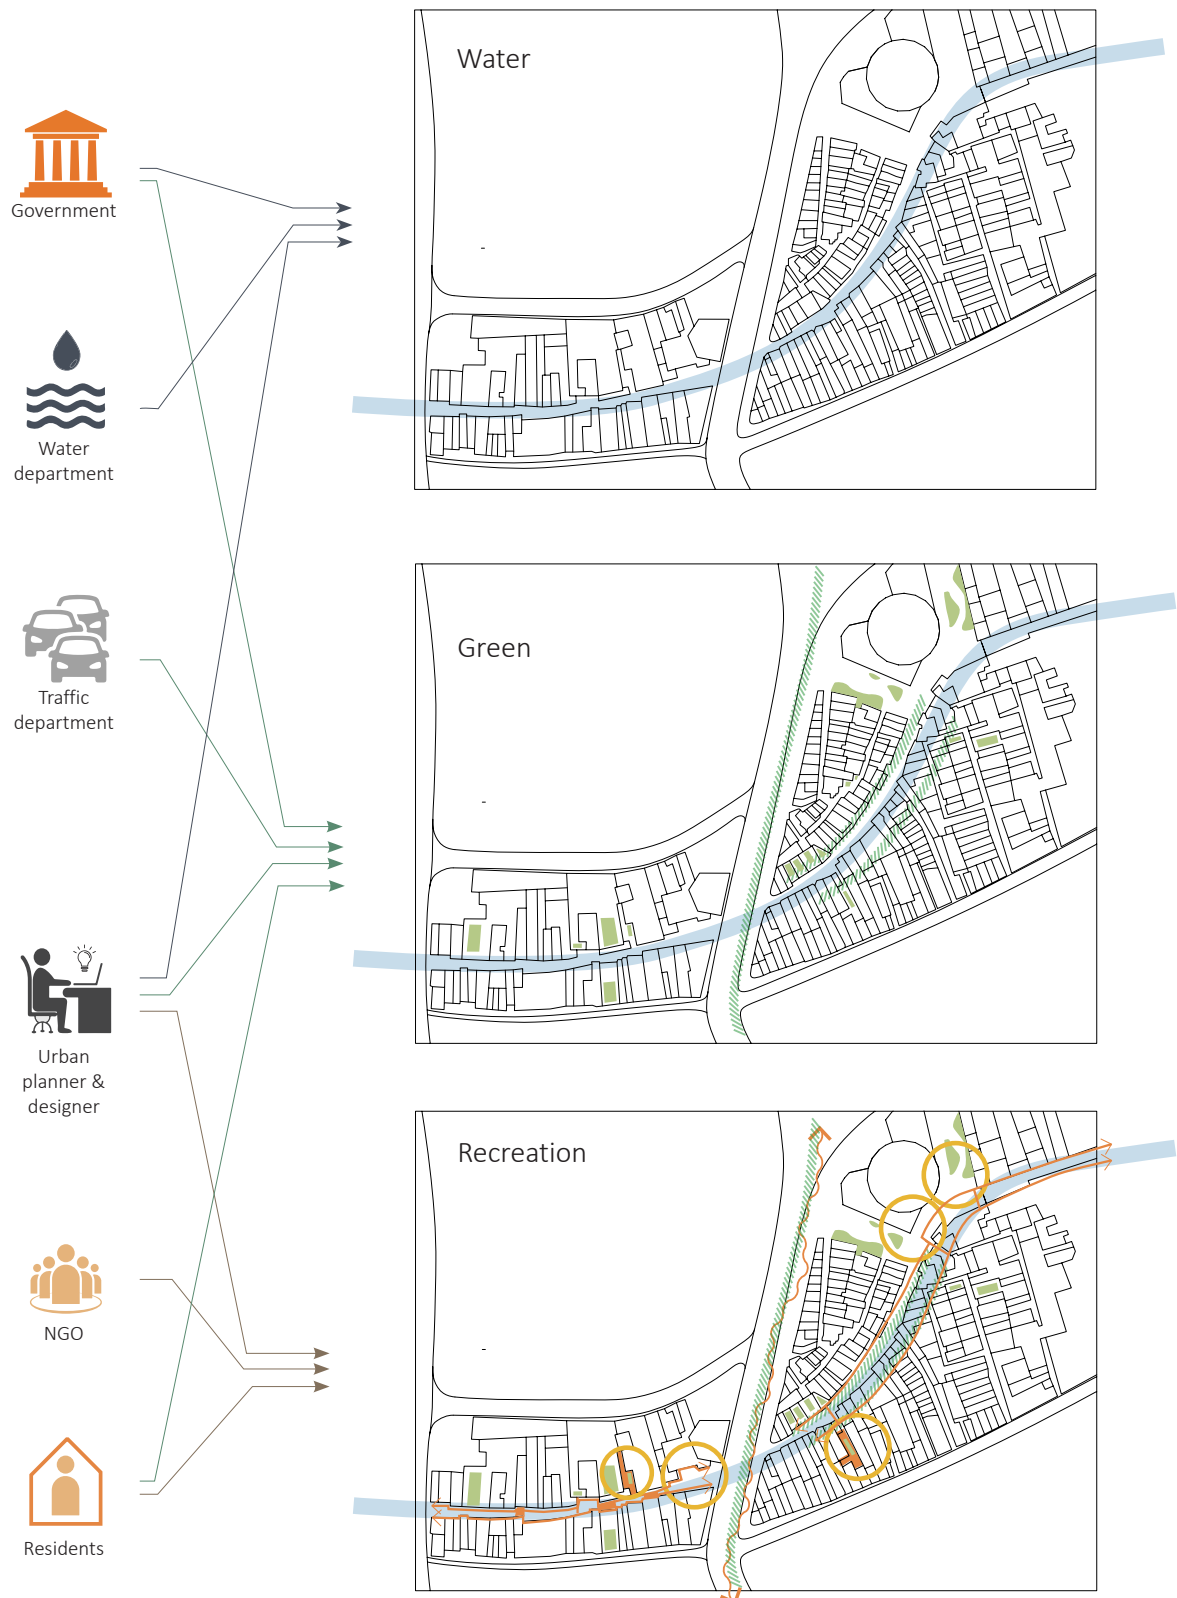 Water
Government
Water
department
Green
Traffic
department
Urban
planner &
designer
Recreation
NGO
Residents